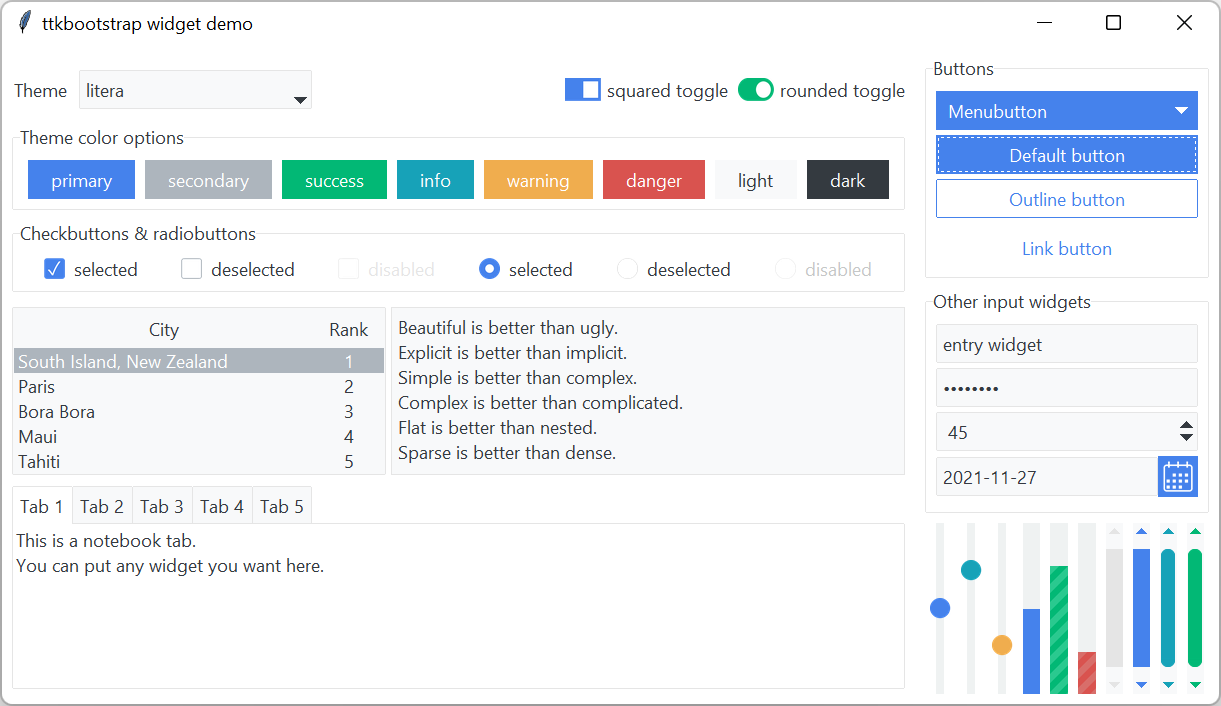 ttkbootstrap widget demo
Theme litera squared toggle rounded toggle
Theme color options
primary secondary success info warning danger light dark
Checkbuttons & radiobuttons
selected deselected disabled selected deselected disabled
City Rank
South Island, New Zealand 1
Paris 2
Bora Bora 3
Maui 4
Tahiti 5
Beautiful is better than ugly.
Explicit is better than implicit.
Simple is better than complex.
Complex is better than complicated.
Flat is better than nested.
Sparse is better than dense.
Tab 1 Tab 2 Tab 3 Tab 4 Tab 5
This is a notebook tab.
You can put any widget you want here.
Buttons
Menubutton
Default button
Outline button
Link button
Other input widgets
entry widget
••••••••
45
2021-11-27